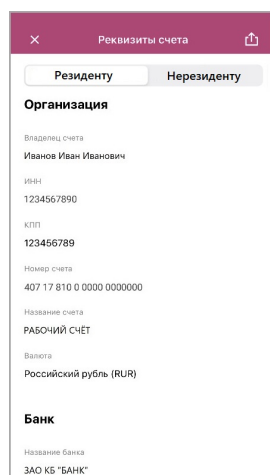 Реквизиты счета
Резиденту Нерезиденту
Организация
Владелец счета
Иванов Иван Иванович
ИНН
1234567890
КПП
123456789
Номер счета
407 17 810 0 0000 0000000
Название счета
РАБОЧИЙ СЧЁТ
Валюта
Российский рубль (RUR)
Банк
Название банка
ЗАО КБ "БАНК"